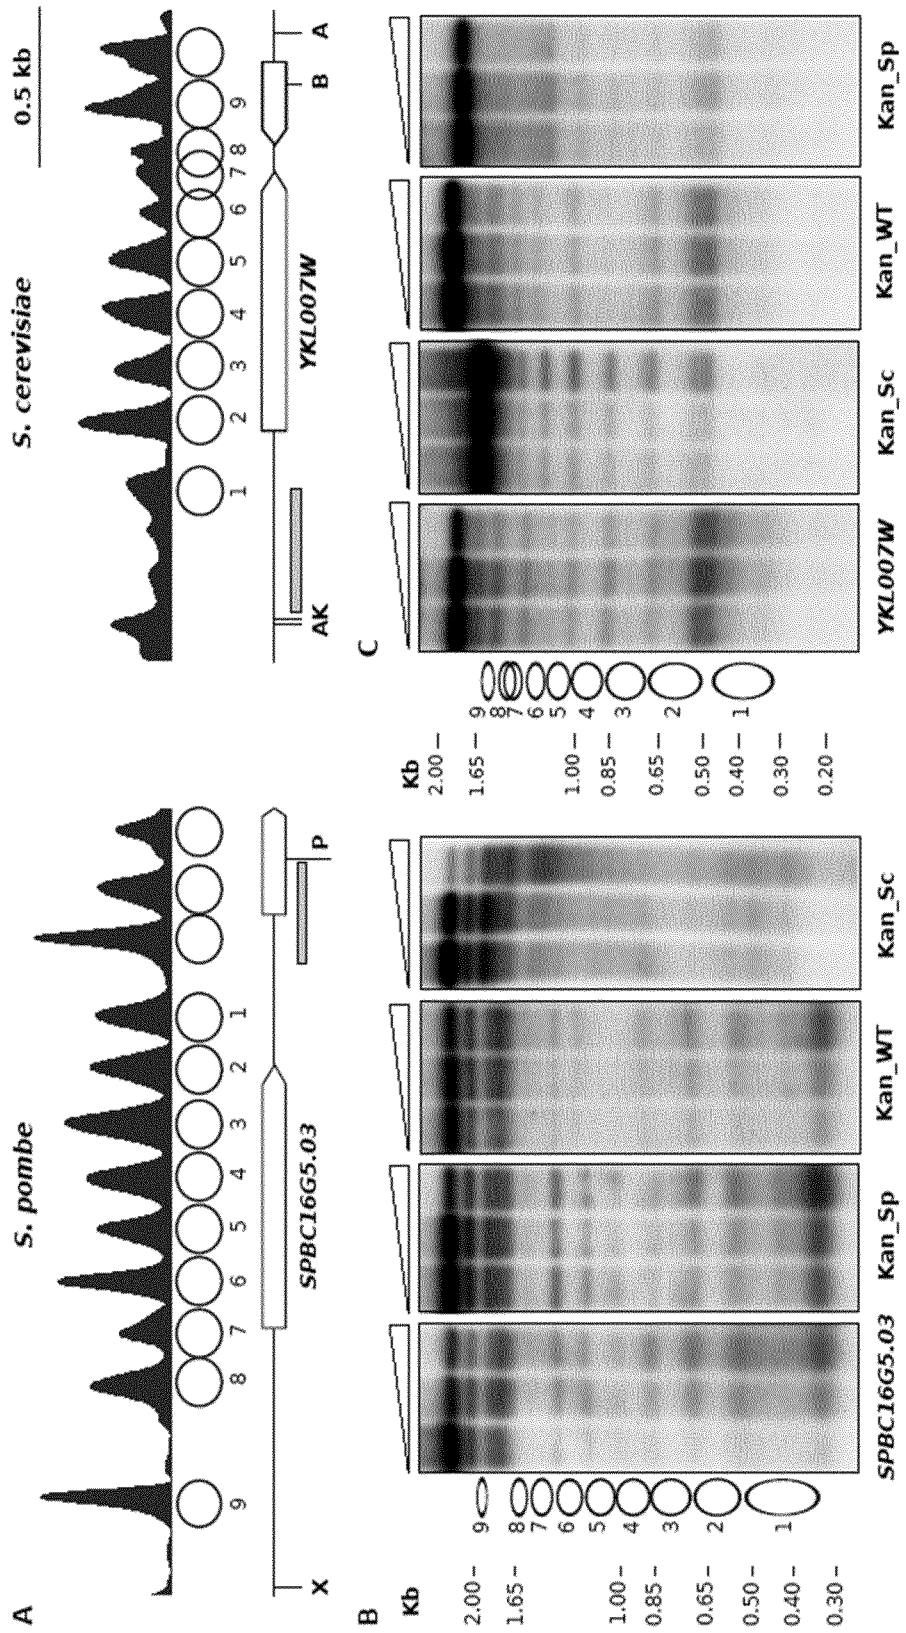 A
S. pombe
S. cerevisiae
0.5 kb
9 8 7 6 5 4 3 2 1
1 2 3 4 5 6 7 8 9
SPBC16G5.03
YKL007W
X P
AK B A
B
Kb
2.00
1.65
1.00
0.85
0.65
0.50
0.40
0.30
9
8
7
6
5
4
3
2
1
SPBC16G5.03 Kan_Sp Kan_WT Kan_Sc
C
Kb
2.00
1.65
1.00
0.85
0.65
0.50
0.40
0.30
0.20
9
8
7
6
5
4
3
2
1
YKL007W Kan_Sc Kan_WT Kan_Sp